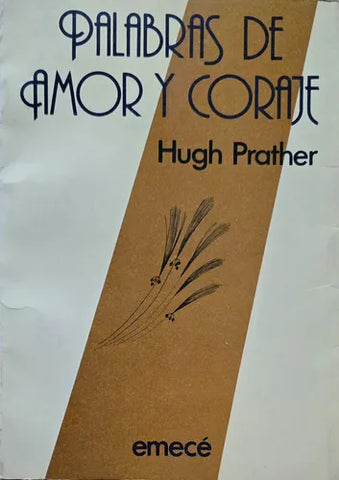 PALABRAS DE
AMOR Y CORAJE
Hugh Prather
emecé